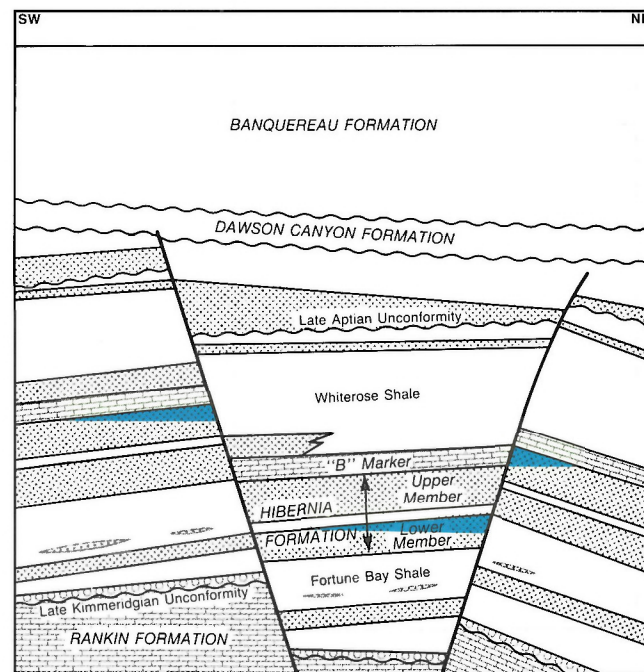 SW
NE
BANQUEREAU FORMATION
DAWSON CANYON FORMATION
Late Aptian Unconformity
Whiterose Shale
"B" Marker
Upper
Member
HIBERNIA
FORMATION
Lower
Member
Fortune Bay Shale
Late Kimmeridgian Unconformity
RANKIN FORMATION